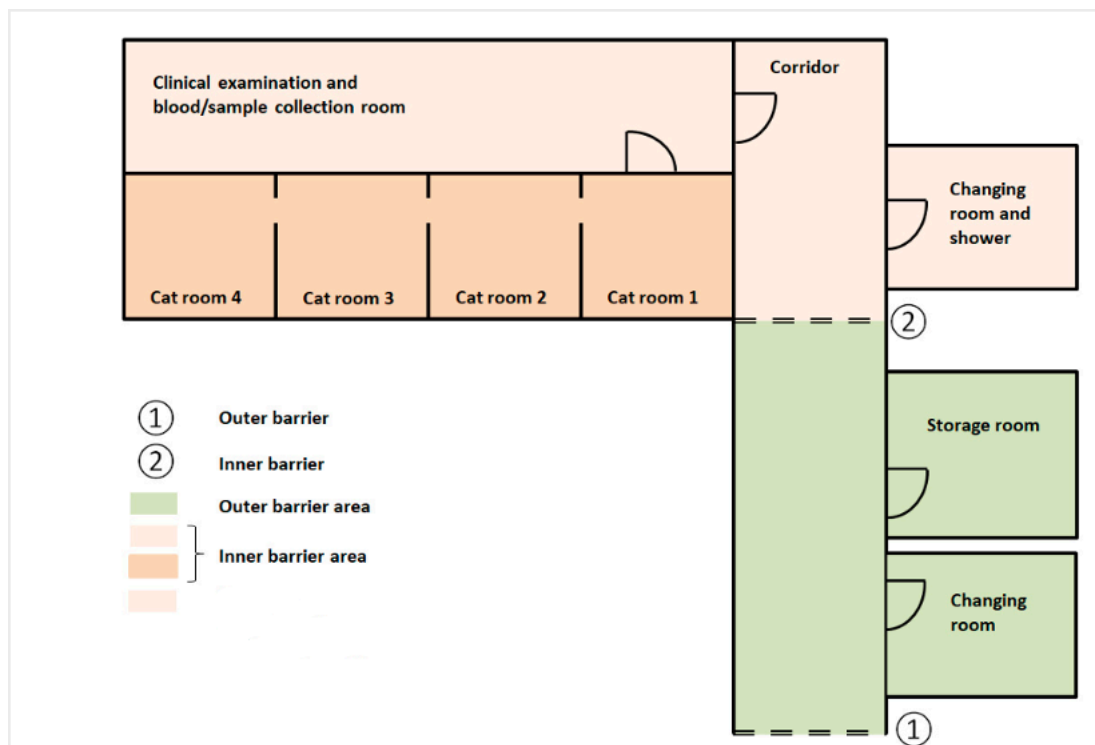 Clinical examination and
blood/sample collection room
Corridor
Changing
room and
shower
Cat room 4
Cat room 3
Cat room 2
Cat room 1
②
Storage room
① Outer barrier
② Inner barrier
Outer barrier area
Inner barrier area
Changing
room
①